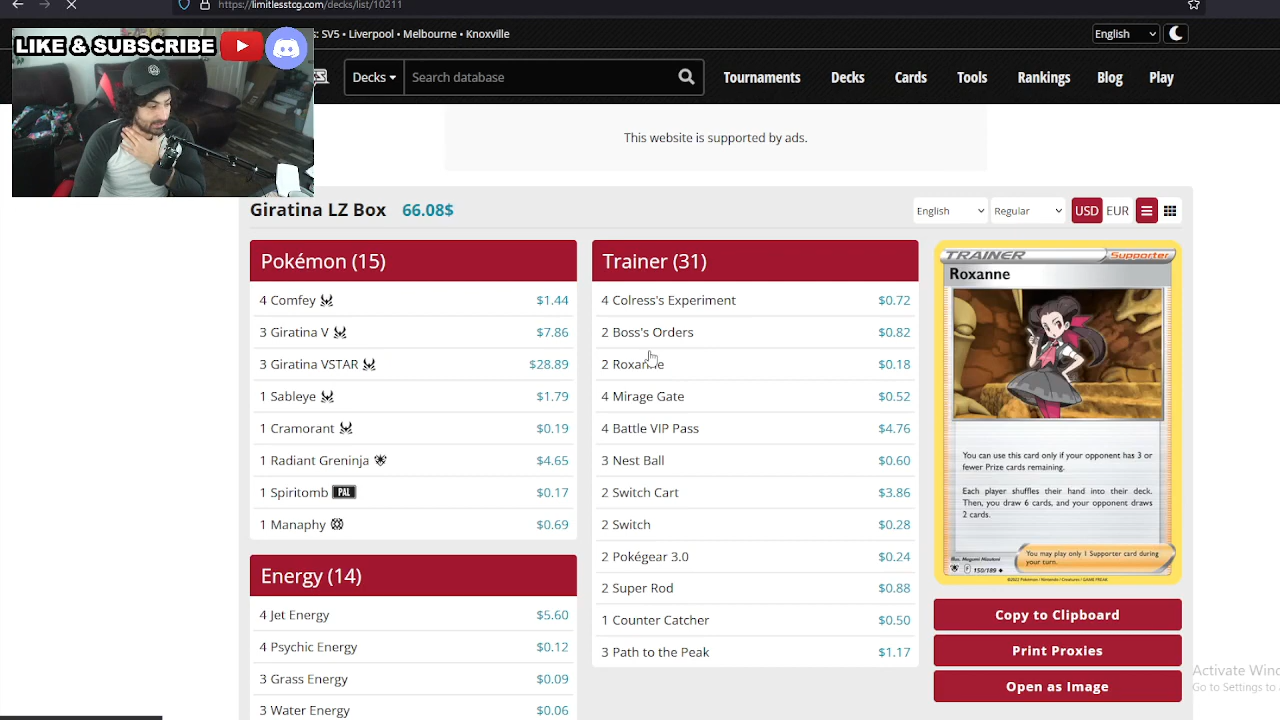 https://limitlesstcg.com/decks/list/10211
LIKE & SUBSCRIBE
: SV5 • Liverpool • Melbourne • Knoxville
English
Decks
Search database
Tournaments
Decks
Cards
Tools
Rankings
Blog
Play
This website is supported by ads.
Giratina LZ Box 66.08$
English
Regular
USD
EUR
Pokémon (15)
4 Comfey $1.44
3 Giratina V $7.86
3 Giratina VSTAR $28.89
1 Sableye $1.79
1 Cramorant $0.19
1 Radiant Greninja $4.65
1 Spiritomb PAL $0.17
1 Manaphy $0.69
Energy (14)
4 Jet Energy $5.60
4 Psychic Energy $0.12
3 Grass Energy $0.09
3 Water Energy $0.06
Trainer (31)
4 Colress's Experiment $0.72
2 Boss's Orders $0.82
2 Roxanne $0.18
4 Mirage Gate $0.52
4 Battle VIP Pass $4.76
3 Nest Ball $0.60
2 Switch Cart $3.86
2 Switch $0.28
2 Pokégear 3.0 $0.24
2 Super Rod $0.88
1 Counter Catcher $0.50
3 Path to the Peak $1.17
TRAINER Supporter
Roxanne
You can use this card only if your opponent has 3 or
fewer Prize cards remaining.
Each player shuffles their hand into their deck.
Then, you draw 6 cards, and your opponent draws
2 cards.
You may play only 1 Supporter card during
your turn.
150/189
©2022 Pokémon / Nintendo / Creatures / GAME FREAK
Copy to Clipboard
Print Proxies
Open as Image
Activate Wind
Go to Settings to